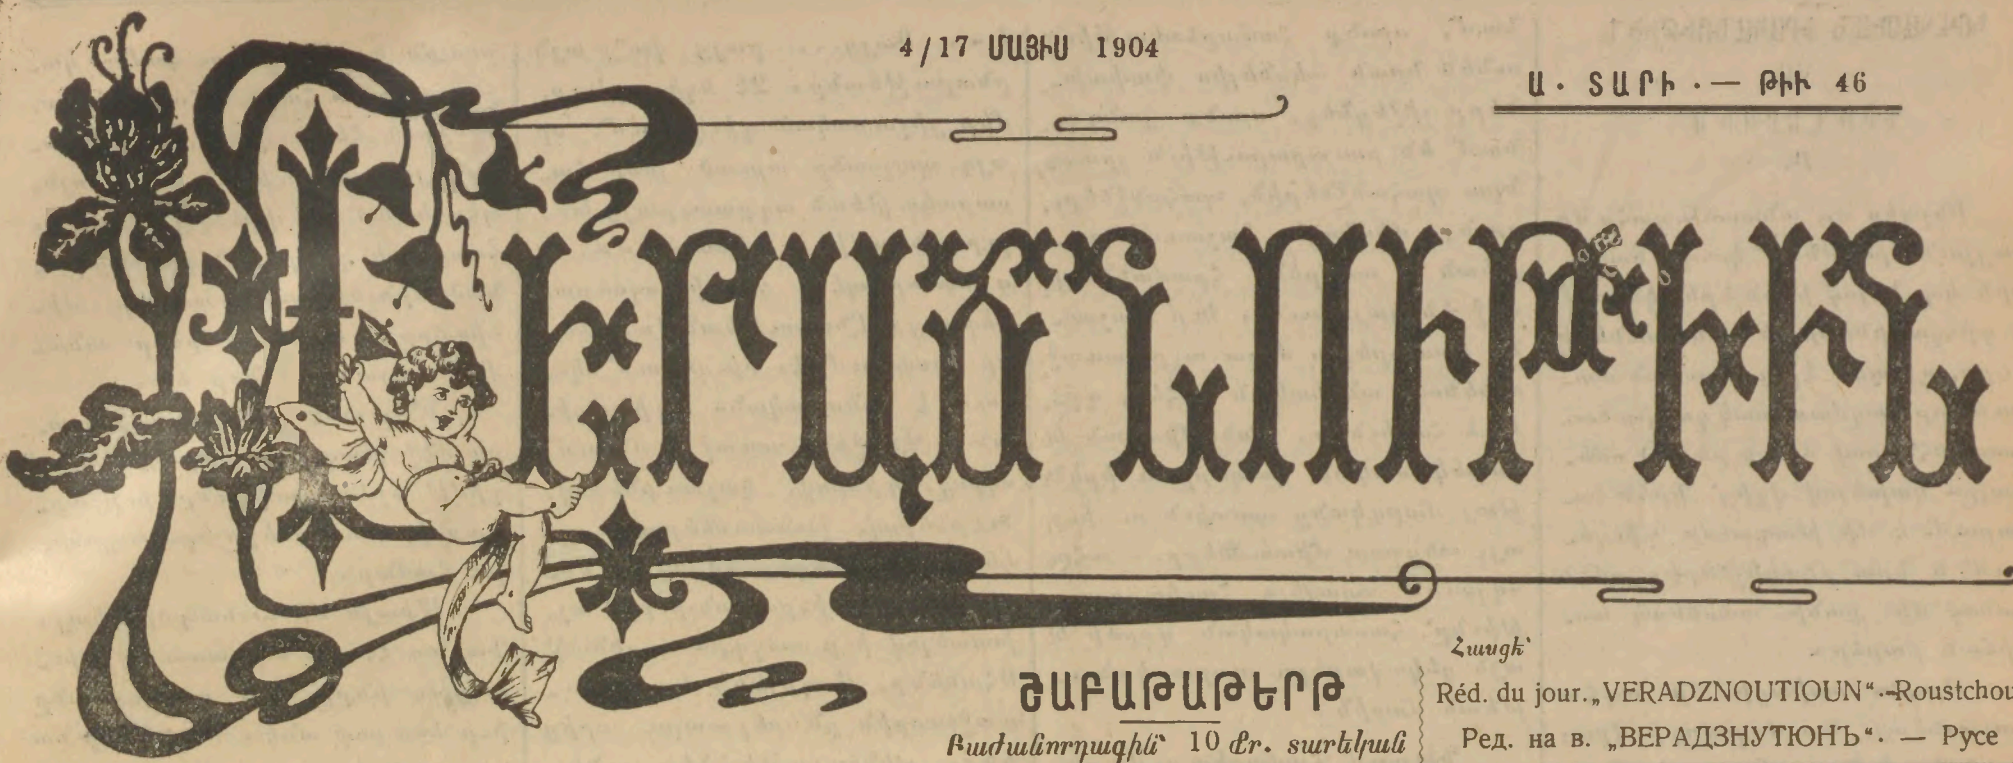 4/17 ՄԱՅԻՍ 1904
Ա. ՏԱՐԻ.— ԹԻՒ 46
ՎԵՐԱԾՆՈՒԹԻՒՆ
Հասցէ՝
ՇԱԲԱԹԱԹԵՐԹ
Réd. du jour. „VERADZNOUTIOUN“.-Roustchou
Բաժանորդագին՝ 10 ֆր. տարեկան
Ред. на в. „ВЕРАДЗНУТЮНЪ“. — Русе